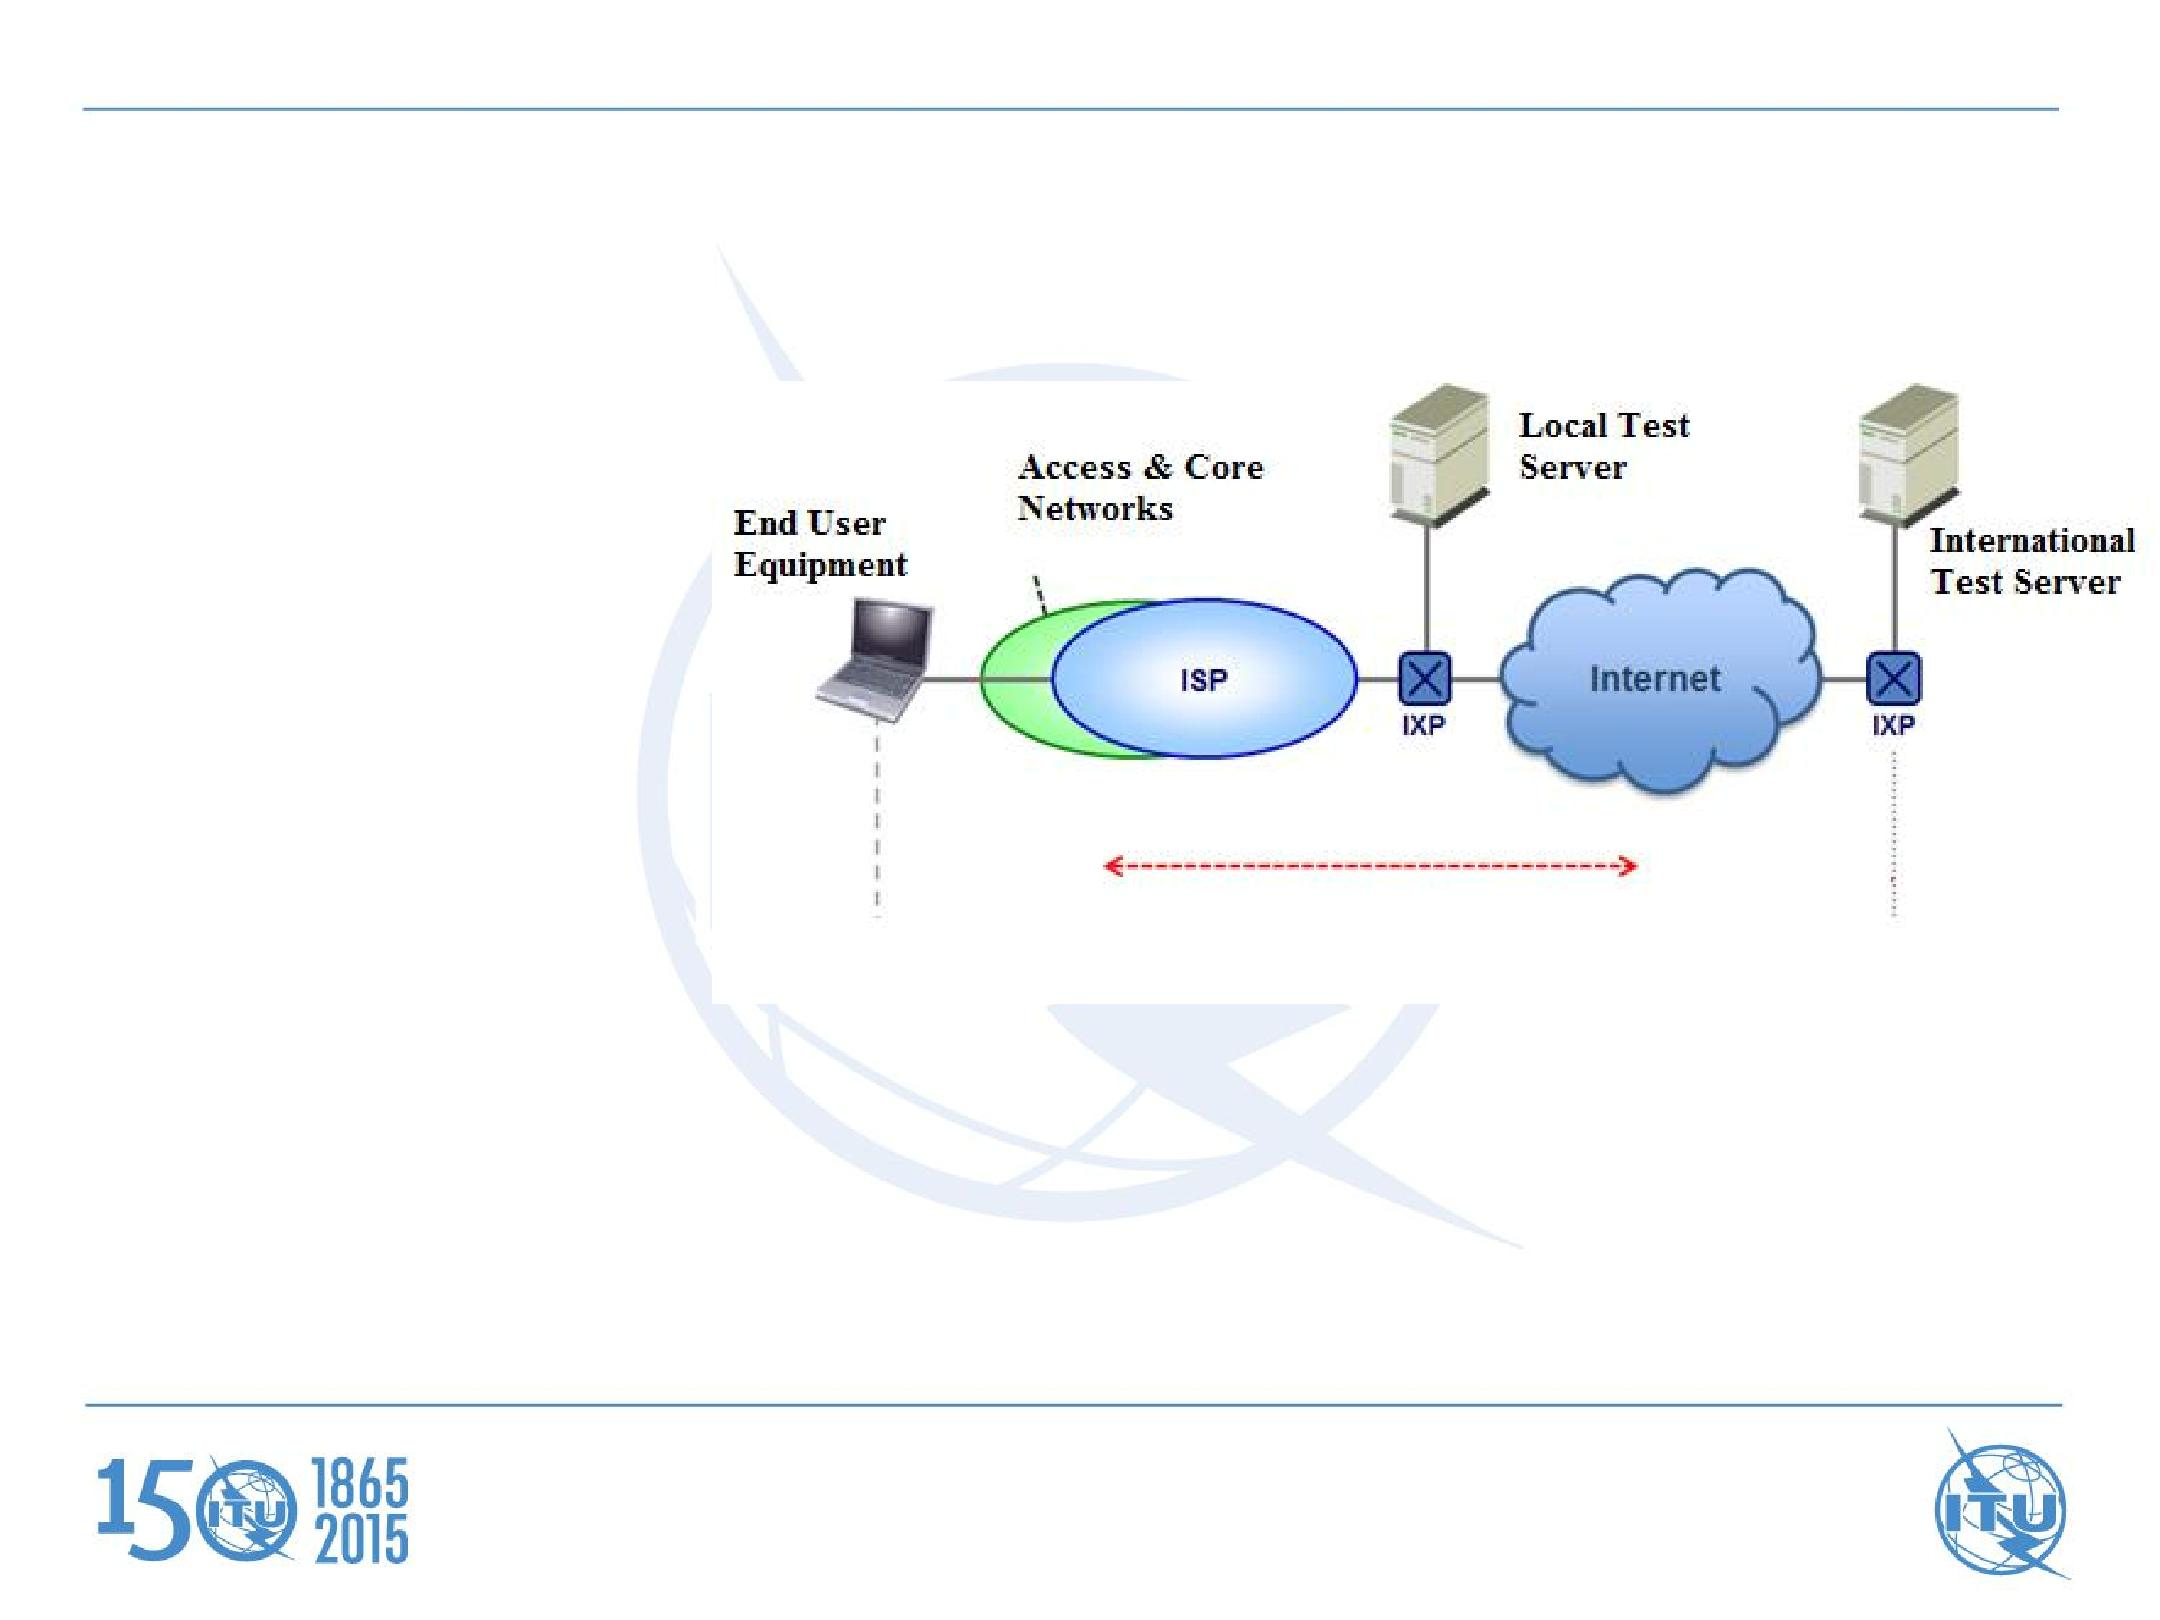 Local Test
Server
Access & Core
Networks
End User
Equipment
International
Test Server
ISP
Internet
IXP
IXP
150
ITU
1865
2015
ITU